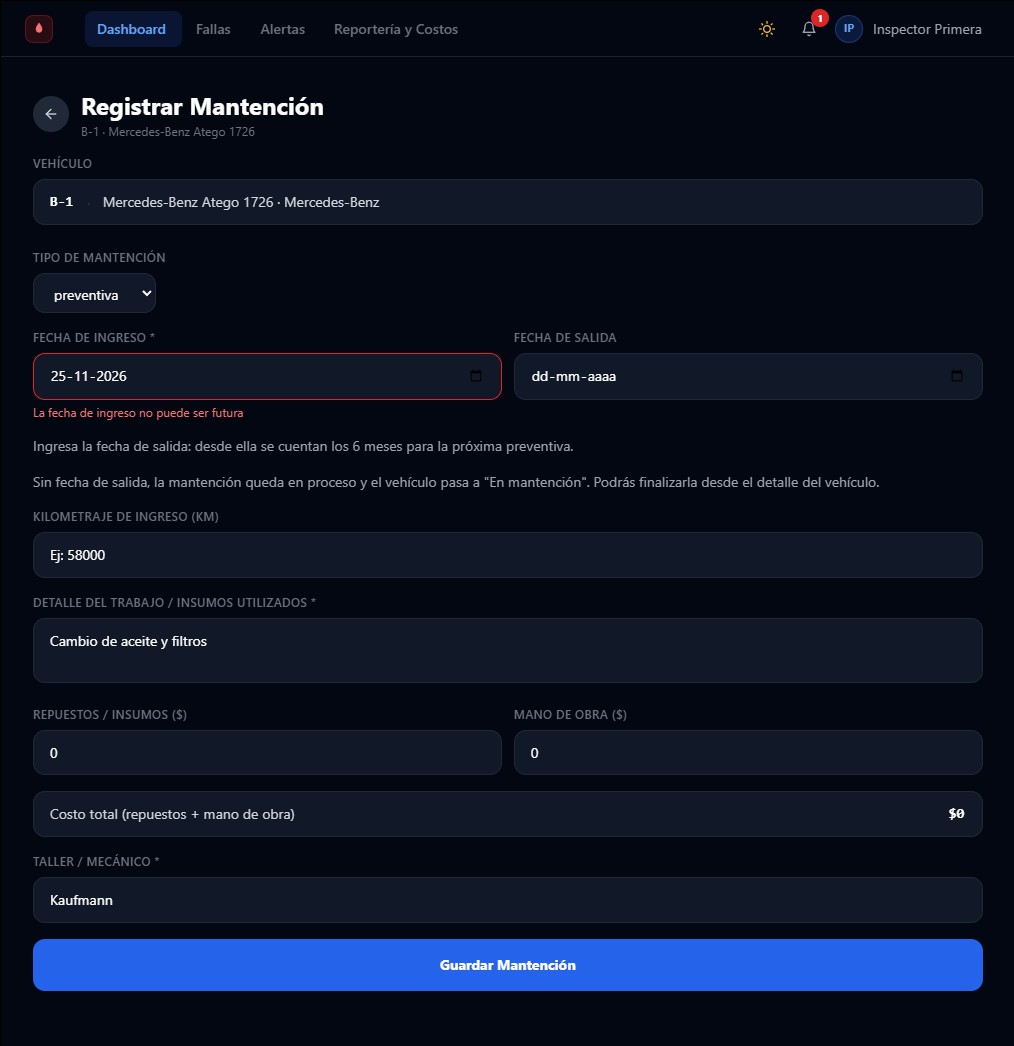 Dashboard Fallas Alertas Reportería y Costos 1 IP Inspector Primera
Registrar Mantención
B-1 · Mercedes-Benz Atego 1726
VEHÍCULO
B-1 · Mercedes-Benz Atego 1726 · Mercedes-Benz
TIPO DE MANTENCIÓN
preventiva
FECHA DE INGRESO * FECHA DE SALIDA
25-11-2026 dd-mm-aaaa
La fecha de ingreso no puede ser futura
Ingresa la fecha de salida: desde ella se cuentan los 6 meses para la próxima preventiva.
Sin fecha de salida, la mantención queda en proceso y el vehículo pasa a "En mantención". Podrás finalizarla desde el detalle del vehículo.
KILOMETRAJE DE INGRESO (KM)
Ej: 58000
DETALLE DEL TRABAJO / INSUMOS UTILIZADOS *
Cambio de aceite y filtros
REPUESTOS / INSUMOS ($) MANO DE OBRA ($)
0 0
Costo total (repuestos + mano de obra) $0
TALLER / MECÁNICO *
Kaufmann
Guardar Mantención